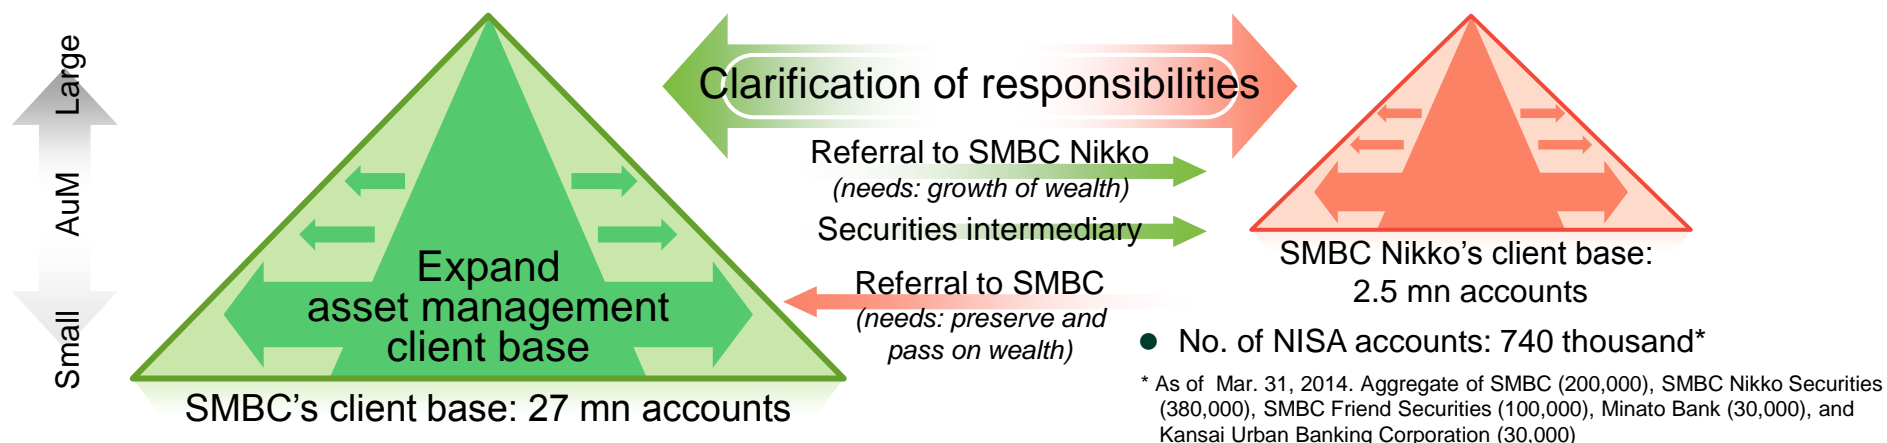 Large
AuM
Small
Expand
asset management
client base
SMBC’s client base: 27 mn accounts
Clarification of responsibilities
Referral to SMBC Nikko
(needs: growth of wealth)
Securities intermediary
Referral to SMBC
(needs: preserve and
pass on wealth)
SMBC Nikko’s client base:
2.5 mn accounts
● No. of NISA accounts: 740 thousand*
* As of Mar. 31, 2014. Aggregate of SMBC (200,000), SMBC Nikko Securities
(380,000), SMBC Friend Securities (100,000), Minato Bank (30,000), and
Kansai Urban Banking Corporation (30,000)